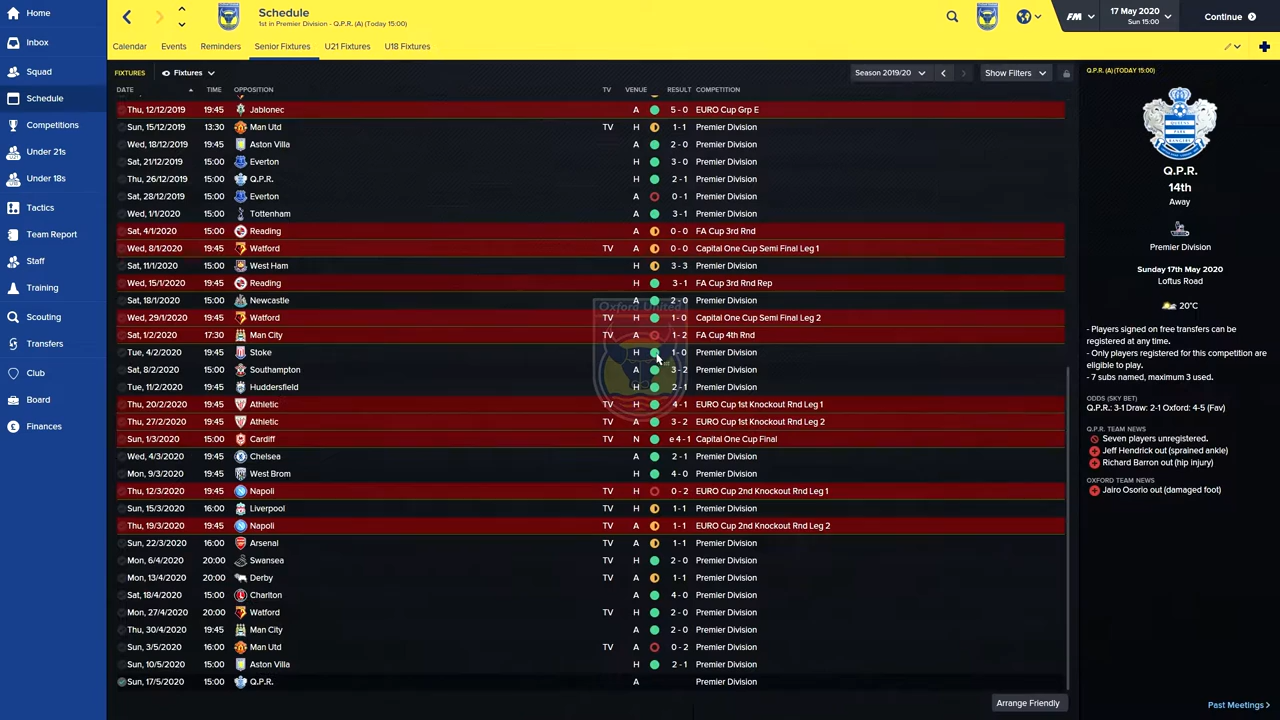 Home
Inbox
Squad
Schedule
Competitions
Under 21s
Under 18s
Tactics
Team Report
Staff
Training
Scouting
Transfers
Club
Board
Finances
Schedule
1st in Premier Division - Q.P.R. (A) (Today 15:00)
FM
17 May 2020
Sun 15:00
Continue
Calendar Events Reminders Senior Fixtures U21 Fixtures U18 Fixtures
FIXTURES Fixtures Season 2019/20 Show Filters
DATE TIME OPPOSITION TV VENUE RESULT COMPETITION
Thu, 12/12/2019 19:45 Jablonec A 5 - 0 EURO Cup Grp E
Sun, 15/12/2019 13:30 Man Utd TV H 1 - 1 Premier Division
Wed, 18/12/2019 19:45 Aston Villa A 2 - 0 Premier Division
Sat, 21/12/2019 15:00 Everton H 3 - 0 Premier Division
Thu, 26/12/2019 15:00 Q.P.R. H 2 - 1 Premier Division
Sat, 28/12/2019 15:00 Everton A 0 - 1 Premier Division
Wed, 1/1/2020 15:00 Tottenham A 3 - 1 Premier Division
Sat, 4/1/2020 15:00 Reading A 0 - 0 FA Cup 3rd Rnd
Wed, 8/1/2020 19:45 Watford TV A 0 - 0 Capital One Cup Semi Final Leg 1
Sat, 11/1/2020 15:00 West Ham H 3 - 3 Premier Division
Wed, 15/1/2020 19:45 Reading H 3 - 1 FA Cup 3rd Rnd Rep
Sat, 18/1/2020 15:00 Newcastle A 2 - 0 Premier Division
Wed, 29/1/2020 19:45 Watford TV H 1 - 0 Capital One Cup Semi Final Leg 2
Sat, 1/2/2020 17:30 Man City TV A 1 - 2 FA Cup 4th Rnd
Tue, 4/2/2020 19:45 Stoke H 1 - 0 Premier Division
Sat, 8/2/2020 15:00 Southampton A 3 - 2 Premier Division
Tue, 11/2/2020 19:45 Huddersfield H 2 - 1 Premier Division
Thu, 20/2/2020 19:45 Athletic TV H 4 - 1 EURO Cup 1st Knockout Rnd Leg 1
Thu, 27/2/2020 19:45 Athletic TV A 3 - 2 EURO Cup 1st Knockout Rnd Leg 2
Sun, 1/3/2020 15:00 Cardiff TV N e 4 - 1 Capital One Cup Final
Wed, 4/3/2020 19:45 Chelsea A 2 - 1 Premier Division
Mon, 9/3/2020 19:45 West Brom H 4 - 0 Premier Division
Thu, 12/3/2020 19:45 Napoli TV H 0 - 2 EURO Cup 2nd Knockout Rnd Leg 1
Sun, 15/3/2020 16:00 Liverpool TV H 1 - 1 Premier Division
Thu, 19/3/2020 19:45 Napoli TV A 1 - 1 EURO Cup 2nd Knockout Rnd Leg 2
Sun, 22/3/2020 16:00 Arsenal TV A 1 - 1 Premier Division
Mon, 6/4/2020 20:00 Swansea TV H 2 - 0 Premier Division
Mon, 13/4/2020 20:00 Derby TV A 1 - 1 Premier Division
Sat, 18/4/2020 15:00 Charlton A 4 - 0 Premier Division
Mon, 27/4/2020 20:00 Watford TV H 2 - 0 Premier Division
Thu, 30/4/2020 19:45 Man City A 2 - 0 Premier Division
Sun, 3/5/2020 16:00 Man Utd TV A 0 - 2 Premier Division
Sun, 10/5/2020 15:00 Aston Villa H 2 - 1 Premier Division
Sun, 17/5/2020 15:00 Q.P.R. A Premier Division
Oxford United
Arrange Friendly
Q.P.R. (A) (TODAY 15:00)
Q.P.R.
14th
Away
Premier Division
Sunday 17th May 2020
Loftus Road
20°C
- Players signed on free transfers can be
registered at any time.
- Only players registered for this competition are
eligible to play.
- 7 subs named, maximum 3 used.
ODDS (SKY BET)
Q.P.R.: 3-1 Draw: 2-1 Oxford: 4-5 (Fav)
Q.P.R. TEAM NEWS
Seven players unregistered.
Jeff Hendrick out (sprained ankle)
Richard Barron out (hip injury)
OXFORD TEAM NEWS
Jairo Osorio out (damaged foot)
Past Meetings >